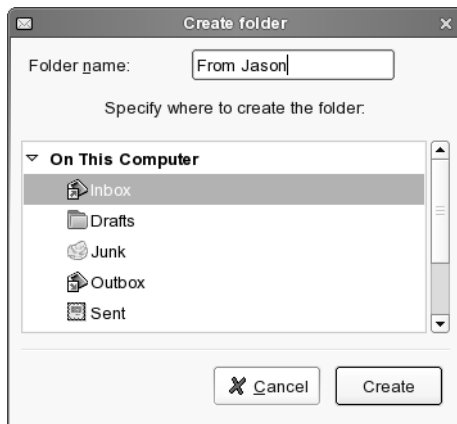 Create folder
Folder name: From Jason
Specify where to create the folder:
On This Computer
Inbox
Drafts
Junk
Outbox
Sent
Cancel Create